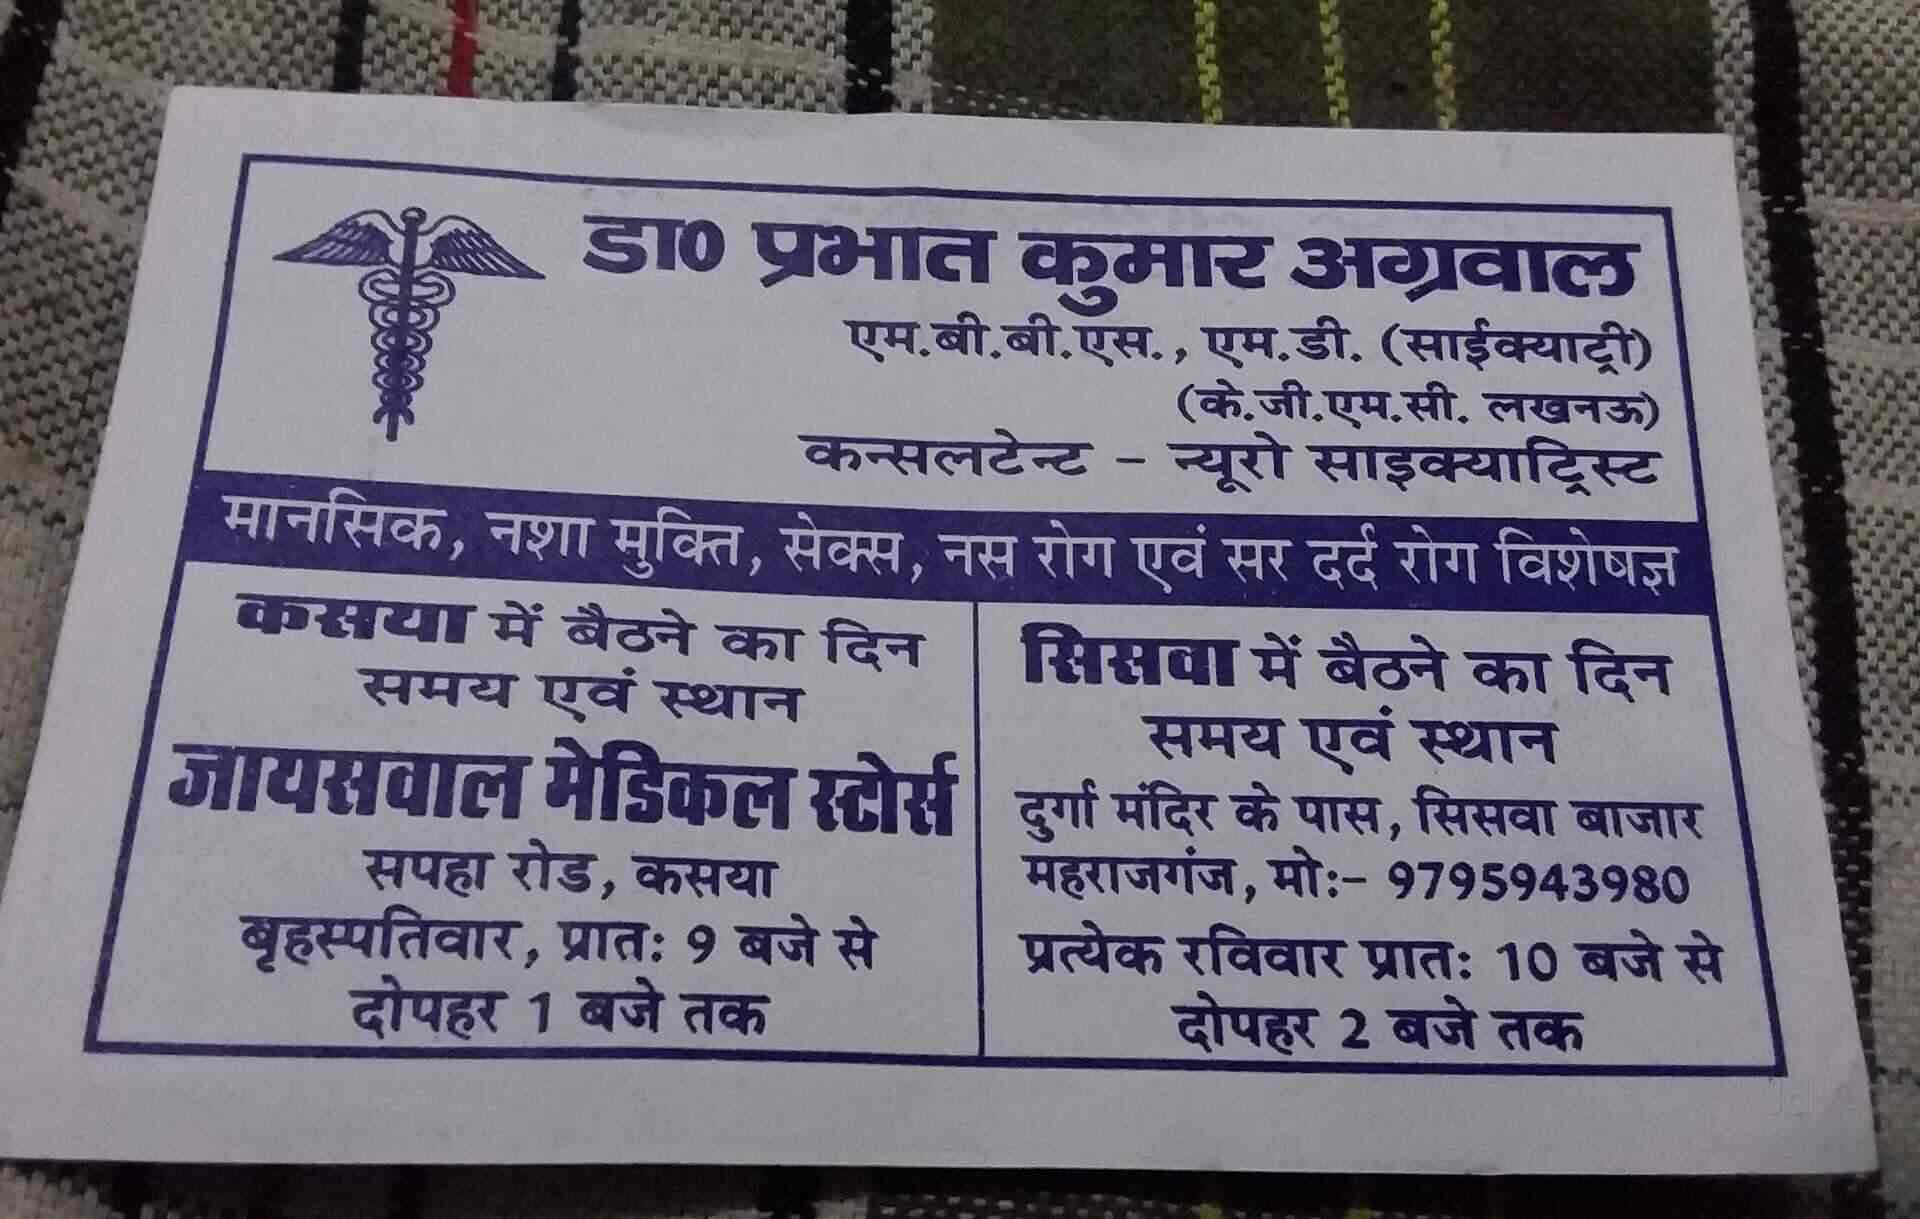 डा० प्रभात कुमार अग्रवाल
एम.बी.बी.एस., एम.डी. (साईक्याट्री)
(के.जी.एम.सी. लखनऊ)
कन्सलटेन्ट - न्यूरो साइक्याट्रिस्ट
मानसिक, नशा मुक्ति, सेक्स, नस रोग एवं सर दर्द रोग विशेषज्ञ
कसया में बैठने का दिन
समय एवं स्थान
जायसवाल मेडिकल स्टोर्स
सपहा रोड, कसया
बृहस्पतिवार, प्रातः 9 बजे से
दोपहर 1 बजे तक
सिसवा में बैठने का दिन
समय एवं स्थान
दुर्गा मंदिर के पास, सिसवा बाजार
महराजगंज, मो:- 9795943980
प्रत्येक रविवार प्रातः 10 बजे से
दोपहर 2 बजे तक
Jd